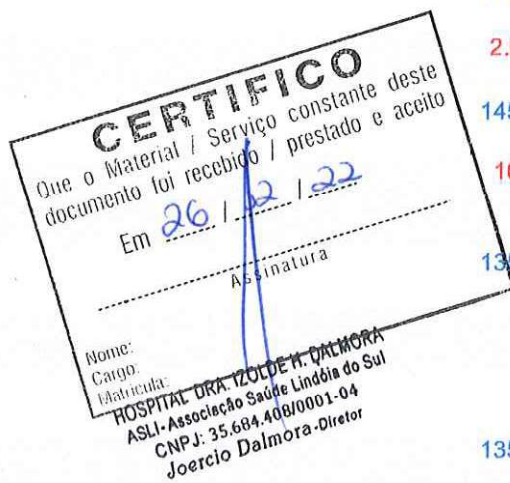 2.
CERTIFICO
145
Que o Material / Serviço constante deste
documento foi recebido / prestado e aceito
Em 26 / 12 / 22
Assinatura
13
Nome:
Cargo:
Matrícula:
HOSPITAL DRA. IZOLDE H. DALMORA
ASLI-Associação Saúde Lindóia do Sul
CNPJ: 35.684.408/0001-04
Joercio Dalmora-Diretor
135